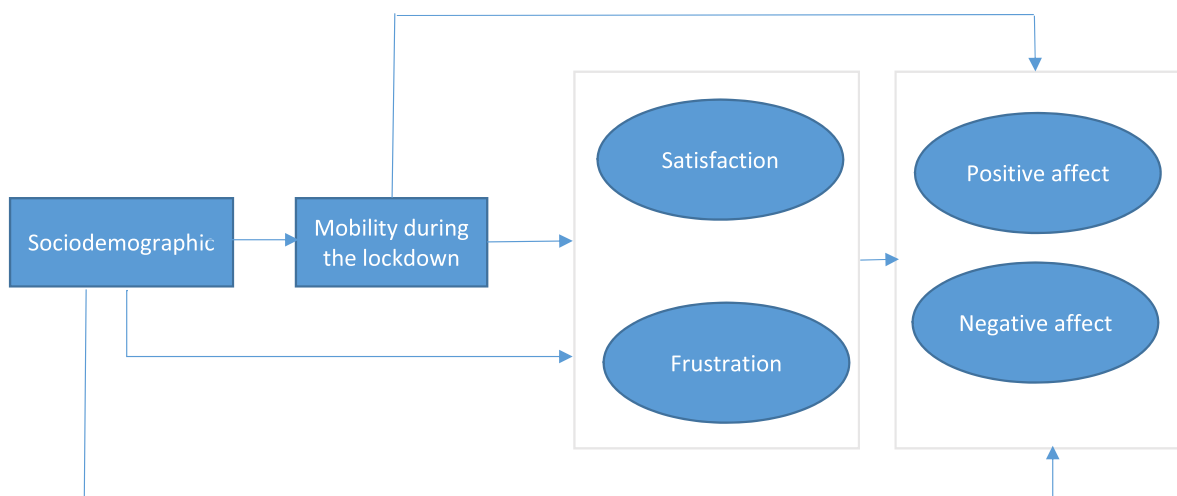 Sociodemographic
Mobility during
the lockdown
Satisfaction
Frustration
Positive affect
Negative affect